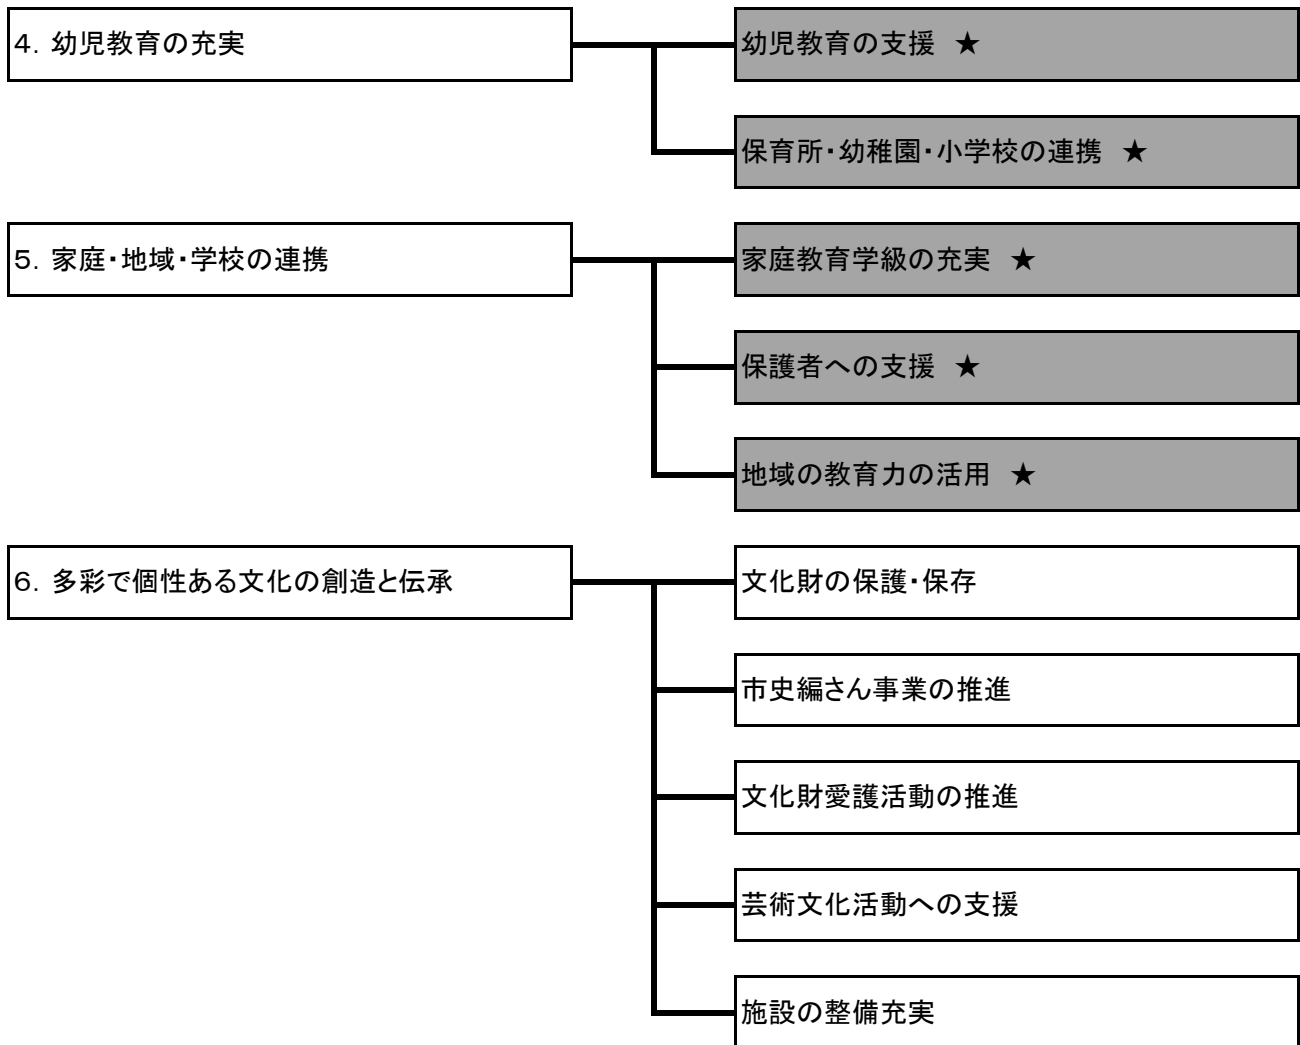 4. 幼児教育の充実
幼児教育の支援 ★
保育所・幼稚園・小学校の連携 ★
5. 家庭・地域・学校の連携
家庭教育学級の充実 ★
保護者への支援 ★
地域の教育力の活用 ★
6. 多彩で個性ある文化の創造と伝承
文化財の保護・保存
市史編さん事業の推進
文化財愛護活動の推進
芸術文化活動への支援
施設の整備充実